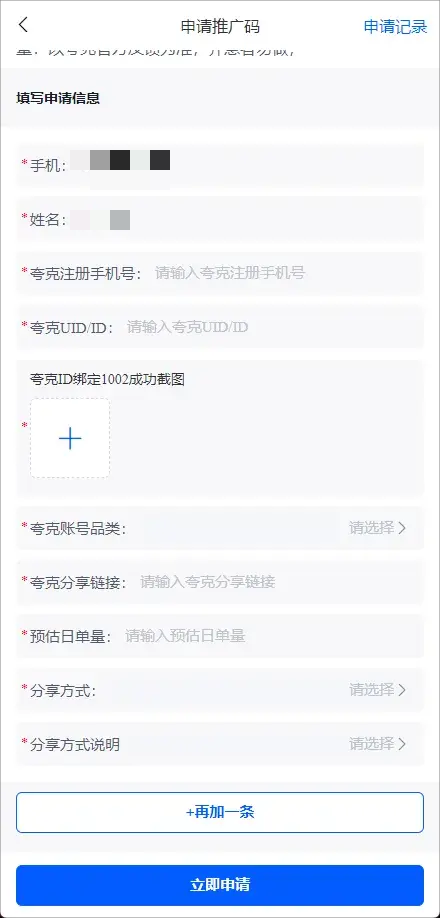 申请推广码
申请记录
填写申请信息
*手机：
*姓名：
*夸克注册手机号： 请输入夸克注册手机号
*夸克UID/ID： 请输入夸克UID/ID
夸克ID绑定1002成功截图
*
*夸克账号品类： 请选择
*夸克分享链接： 请输入夸克分享链接
*预估日单量： 请输入预估日单量
*分享方式： 请选择
*分享方式说明 请选择
+再加一条
立即申请